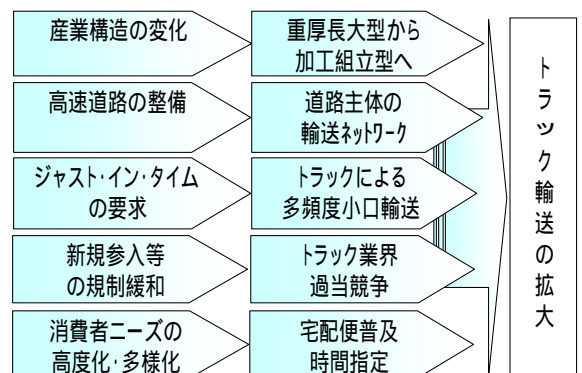 産業構造の変化
重厚長大型から
加工組立型へ
高速道路の整備
道路主体の
輸送ネットワーク
ジャスト・イン・タイム
の要求
トラックによる
多頻度小口輸送
新規参入等
の規制緩和
トラック業界
過当競争
消費者ニーズの
高度化・多様化
宅配便普及
時間指定
トラック輸送の拡大